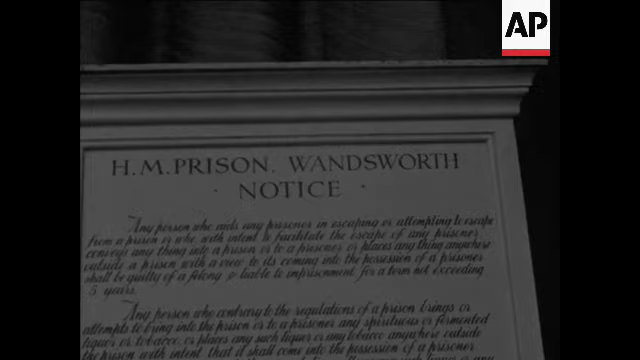 AP
H.M.PRISON. WANDSWORTH
· NOTICE ·
Any person who aids any prisoner in escaping or attempting to escape
from a prison or who, with intent to facilitate the escape of any prisoner
conveys any thing into a prison or to a prisoner or places any thing anywhere
outside a prison with a view to its coming into the possession of a prisoner
shall be guilty of a felony & liable to imprisonment for a term not exceeding
5 years.
Any person who contrary to the regulations of a prison brings or
attempts to bring into the prison or to a prisoner any spirituous or fermented
liquor or tobacco, or places any such liquor or any tobacco anywhere outside
the prison with intent that it shall come into the possession of a prisoner